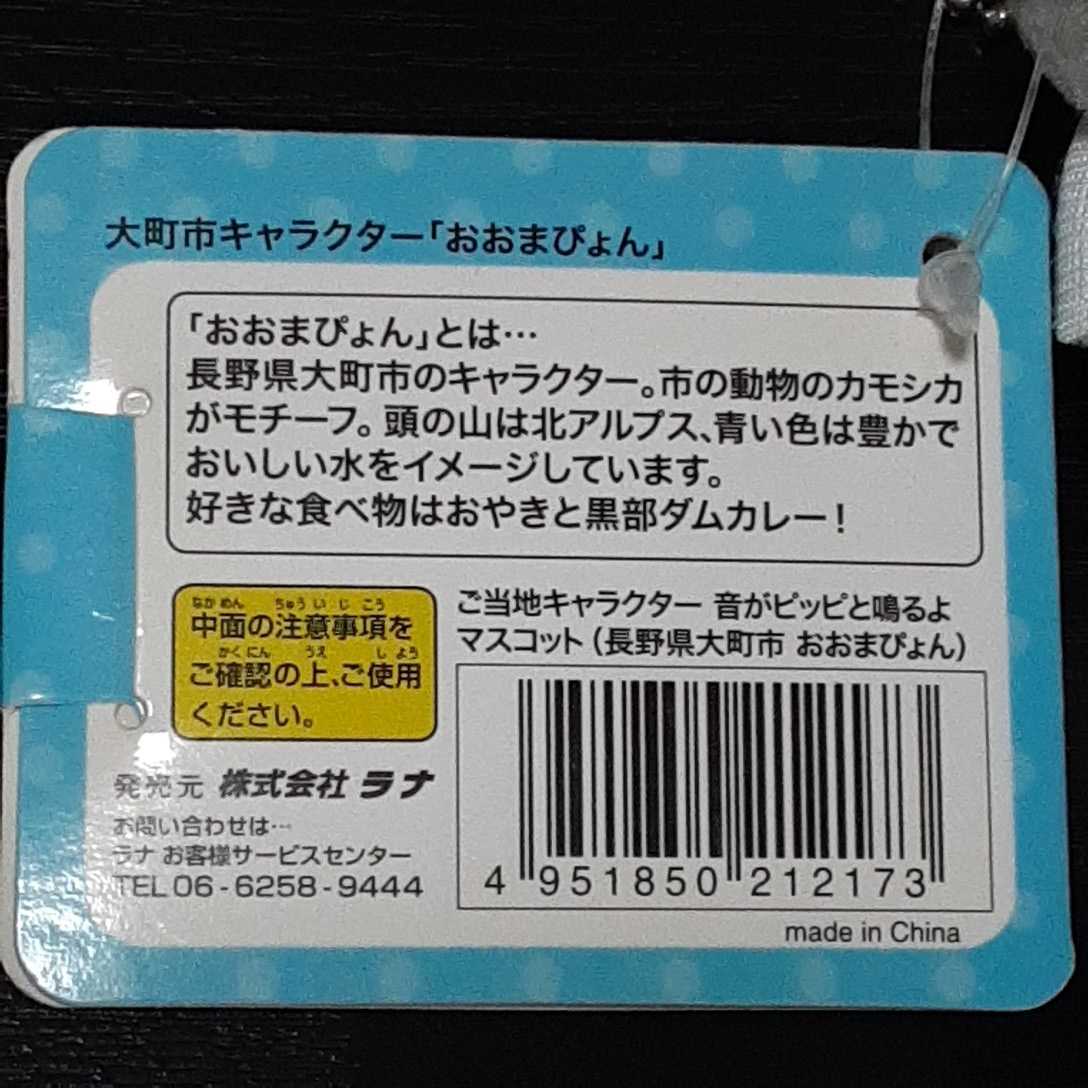 大町市キャラクター「おおまぴょん」
「おおまぴょん」とは…
長野県大町市のキャラクター。市の動物のカモシカ
がモチーフ。頭の山は北アルプス、青い色は豊かで
おいしい水をイメージしています。
好きな食べ物はおやきと黒部ダムカレー!
なかめん ちゅういじこう
中面の注意事項を
かくにん うえ しよう
ご確認の上、ご使用
ください。
ご当地キャラクター 音がピッピと鳴るよ
マスコット(長野県大町市 おおまぴょん)
発売元 株式会社 ラナ
お問い合わせは…
ラナ お客様サービスセンター
TEL 06-6258-9444
4 951850 212173
made in China